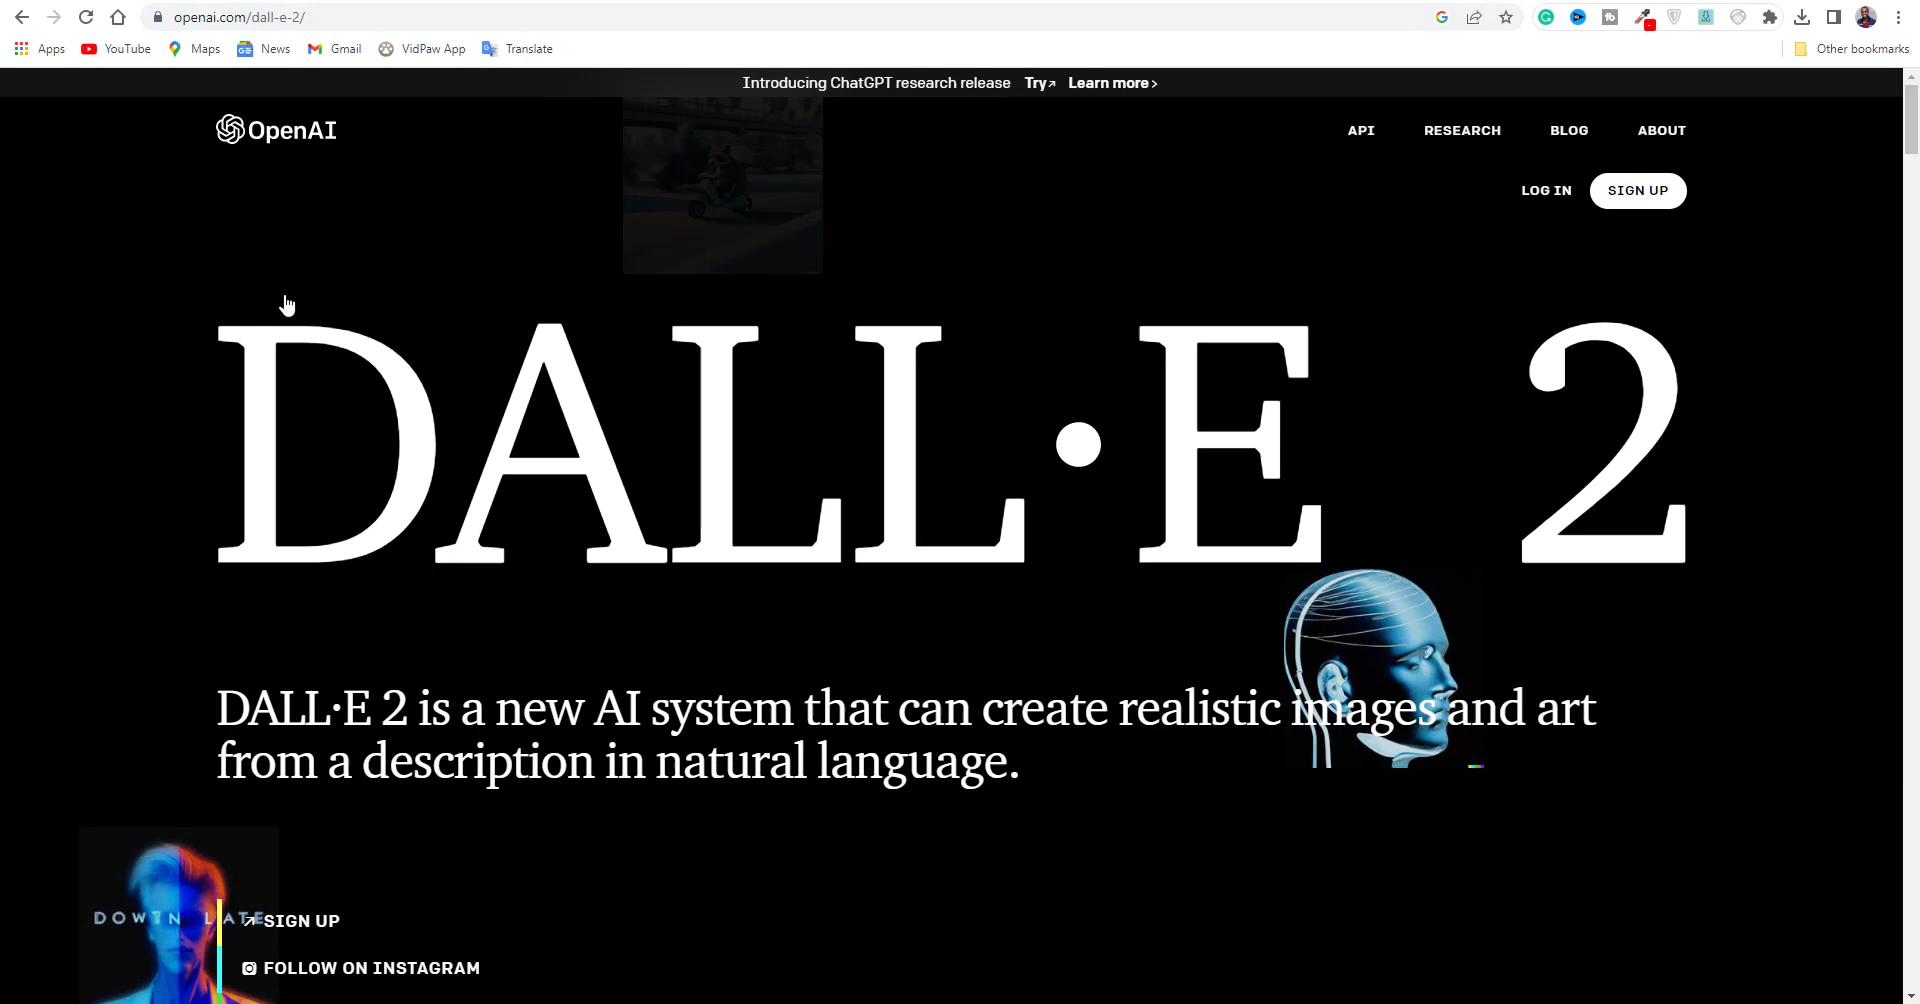 openai.com/dall-e-2/
Apps YouTube Maps News Gmail VidPaw App Translate Other bookmarks
Introducing ChatGPT research release Try↗ Learn more ›
OpenAI
API RESEARCH BLOG ABOUT
LOG IN SIGN UP
DALL·E 2
DALL·E 2 is a new AI system that can create realistic images and art
from a description in natural language.
↗ SIGN UP
FOLLOW ON INSTAGRAM